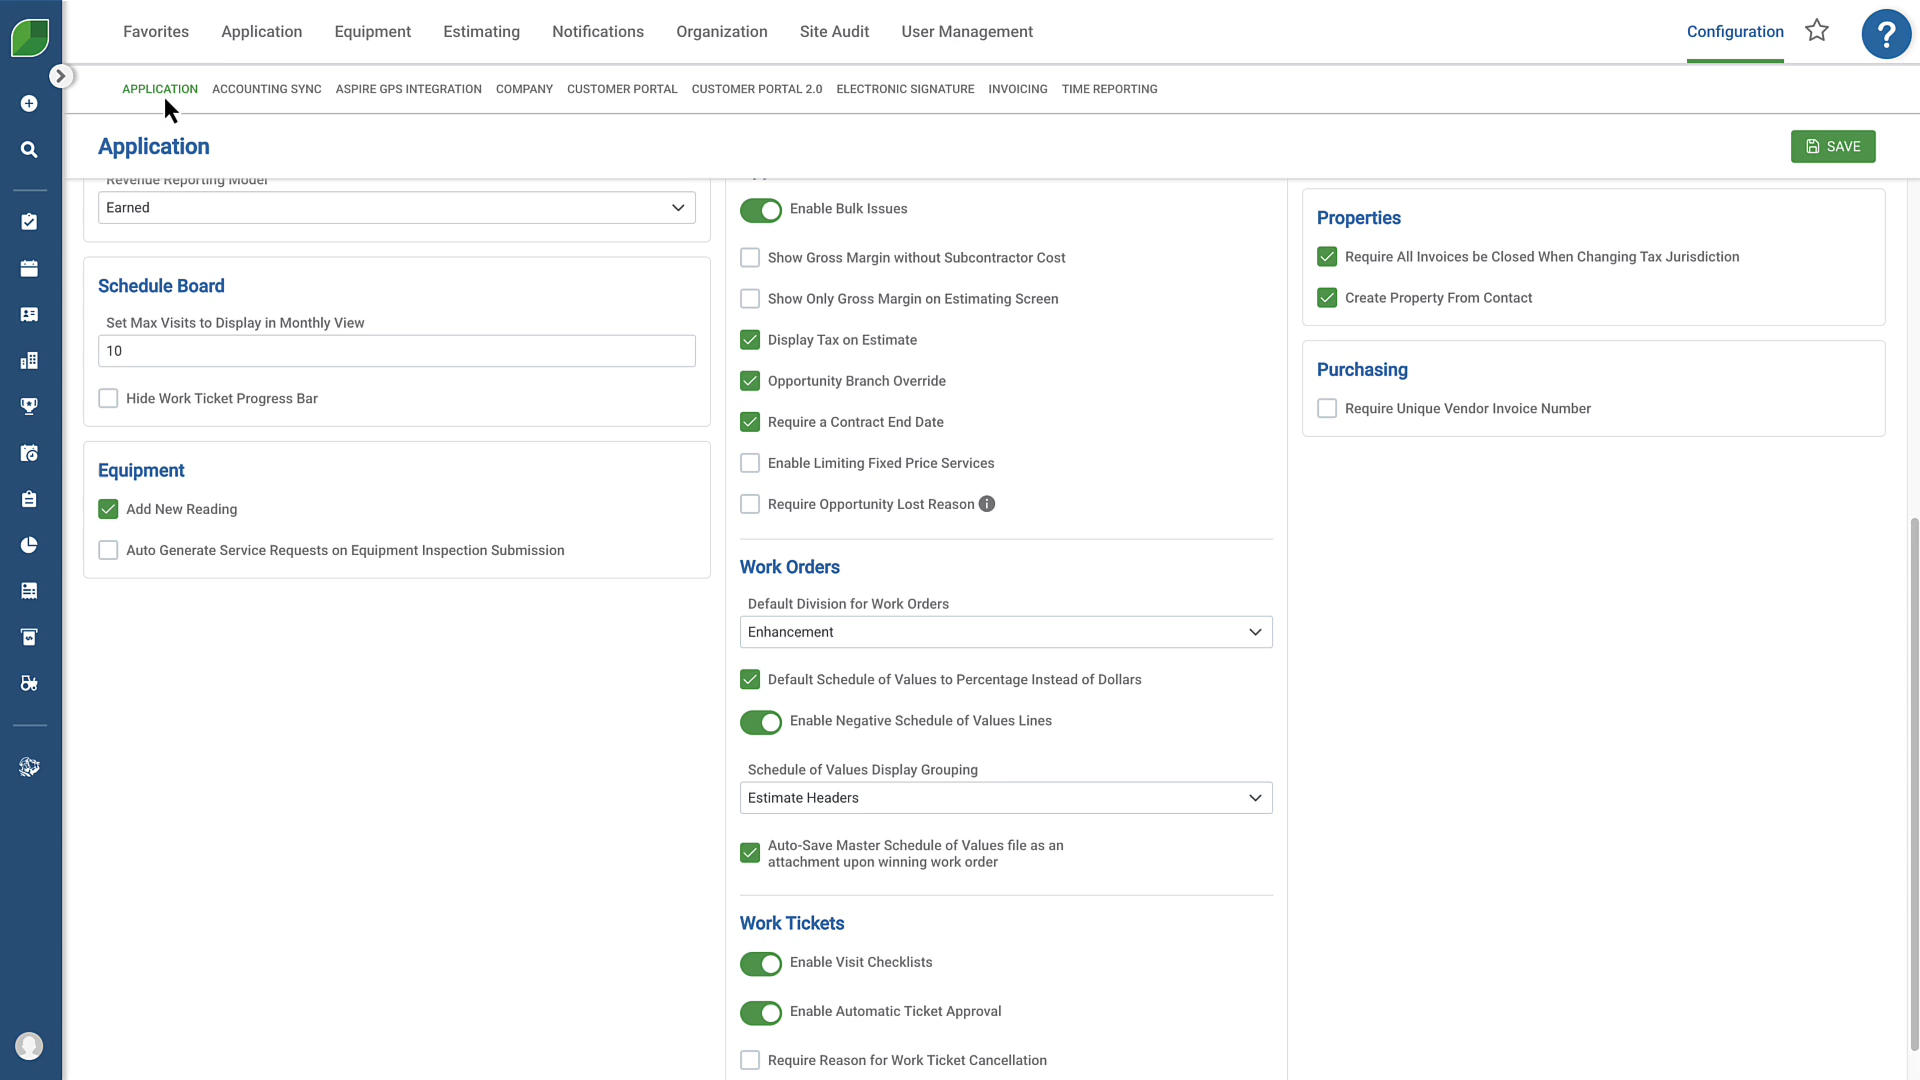 Favorites
Application
Equipment
Estimating
Notifications
Organization
Site Audit
User Management
Configuration
?
APPLICATION
ACCOUNTING SYNC
ASPIRE GPS INTEGRATION
COMPANY
CUSTOMER PORTAL
CUSTOMER PORTAL 2.0
ELECTRONIC SIGNATURE
INVOICING
TIME REPORTING
Application
SAVE
Revenue Reporting Model
Earned
Schedule Board
Set Max Visits to Display in Monthly View
10
Hide Work Ticket Progress Bar
Equipment
Add New Reading
Auto Generate Service Requests on Equipment Inspection Submission
Enable Bulk Issues
Show Gross Margin without Subcontractor Cost
Show Only Gross Margin on Estimating Screen
Display Tax on Estimate
Opportunity Branch Override
Require a Contract End Date
Enable Limiting Fixed Price Services
Require Opportunity Lost Reason
Work Orders
Default Division for Work Orders
Enhancement
Default Schedule of Values to Percentage Instead of Dollars
Enable Negative Schedule of Values Lines
Schedule of Values Display Grouping
Estimate Headers
Auto-Save Master Schedule of Values file as an
attachment upon winning work order
Work Tickets
Enable Visit Checklists
Enable Automatic Ticket Approval
Require Reason for Work Ticket Cancellation
Properties
Require All Invoices be Closed When Changing Tax Jurisdiction
Create Property From Contact
Purchasing
Require Unique Vendor Invoice Number